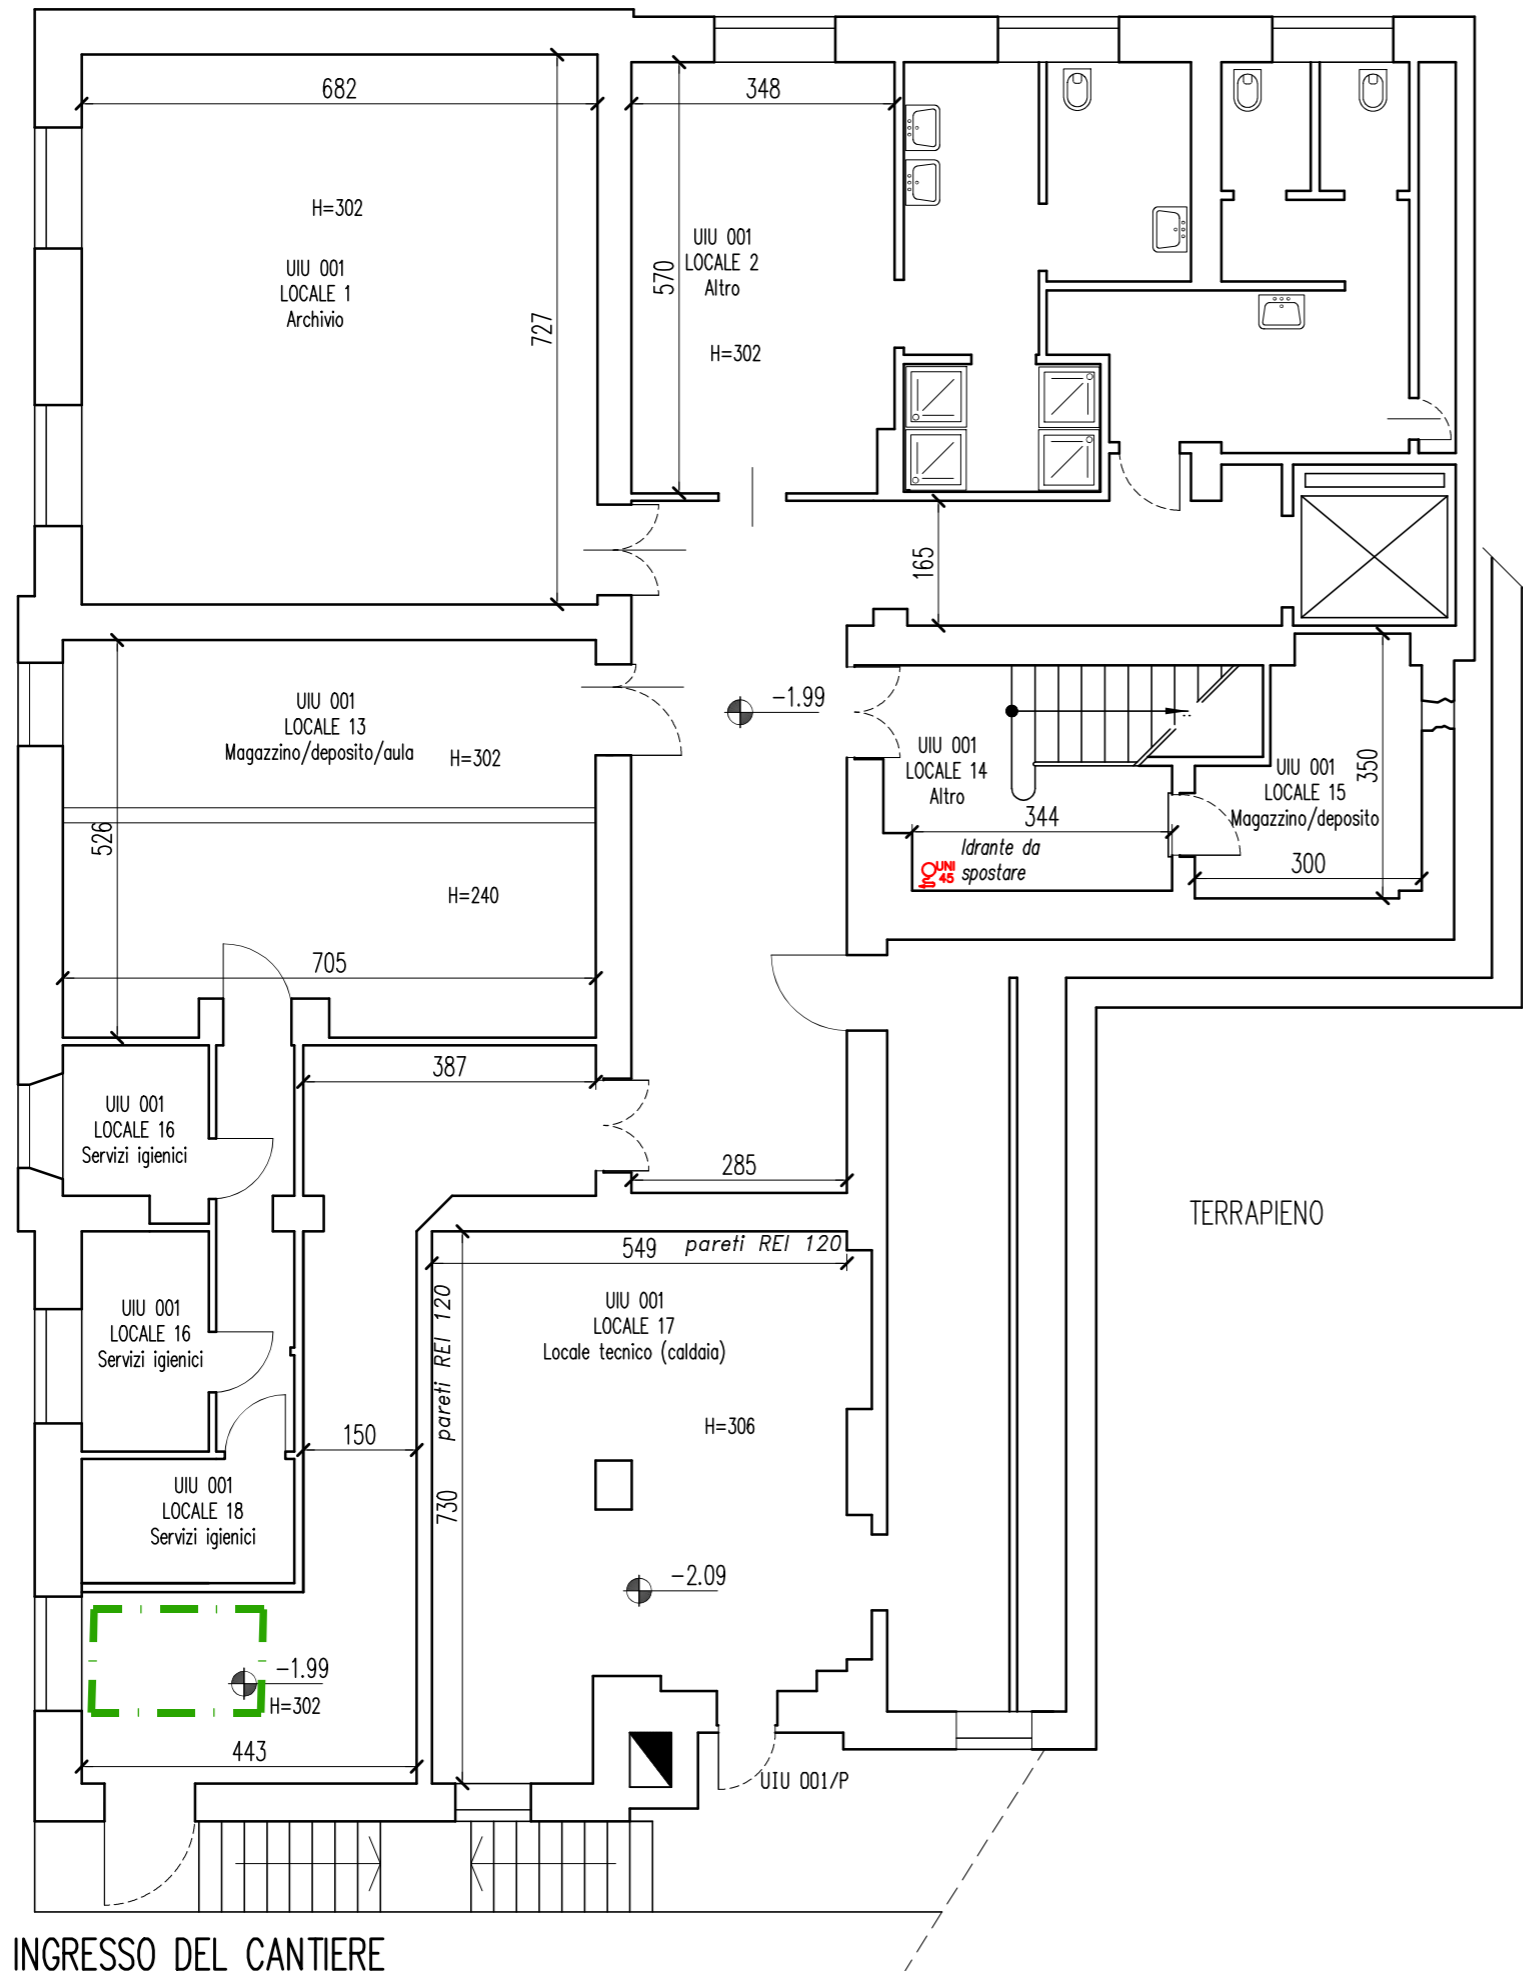 682
348
H=302
UIU 001
LOCALE 1
Archivio
727
570
UIU 001
LOCALE 2
Altro
H=302
165
UIU 001
LOCALE 13
Magazzino/deposito/aula
H=302
526
H=240
705
-1.99
UIU 001
LOCALE 14
Altro
344
Idrante da
spostare
UNI
45
UIU 001
LOCALE 15
Magazzino/deposito
350
300
387
UIU 001
LOCALE 16
Servizi igienici
285
TERRAPIENO
549
pareti REI 120
pareti REI 120
UIU 001
LOCALE 17
Locale tecnico (caldaia)
UIU 001
LOCALE 16
Servizi igienici
H=306
150
730
UIU 001
LOCALE 18
Servizi igienici
-2.09
-1.99
H=302
443
UIU 001/P
INGRESSO DEL CANTIERE